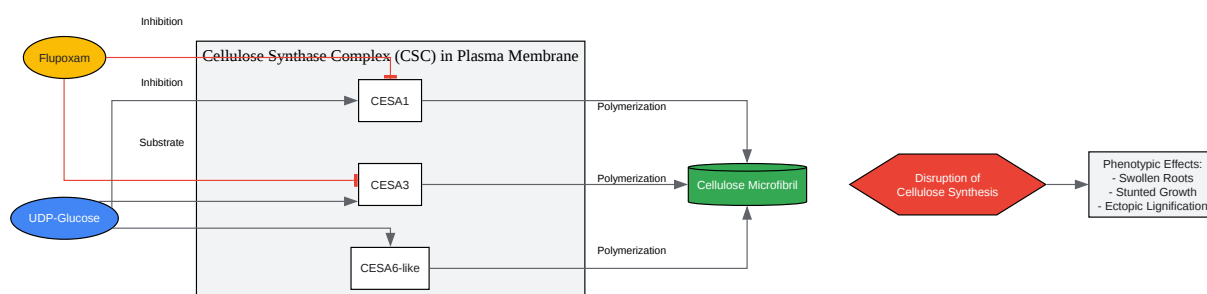 Inhibition
Cellulose Synthase Complex (CSC) in Plasma Membrane
Flupoxam
Inhibition
CESA1
Polymerization
Substrate
CESA3
Polymerization
Cellulose Microfibril
Disruption of
Cellulose Synthesis
Phenotypic Effects:
- Swollen Roots
- Stunted Growth
- Ectopic Lignification
UDP-Glucose
Polymerization
CESA6-like